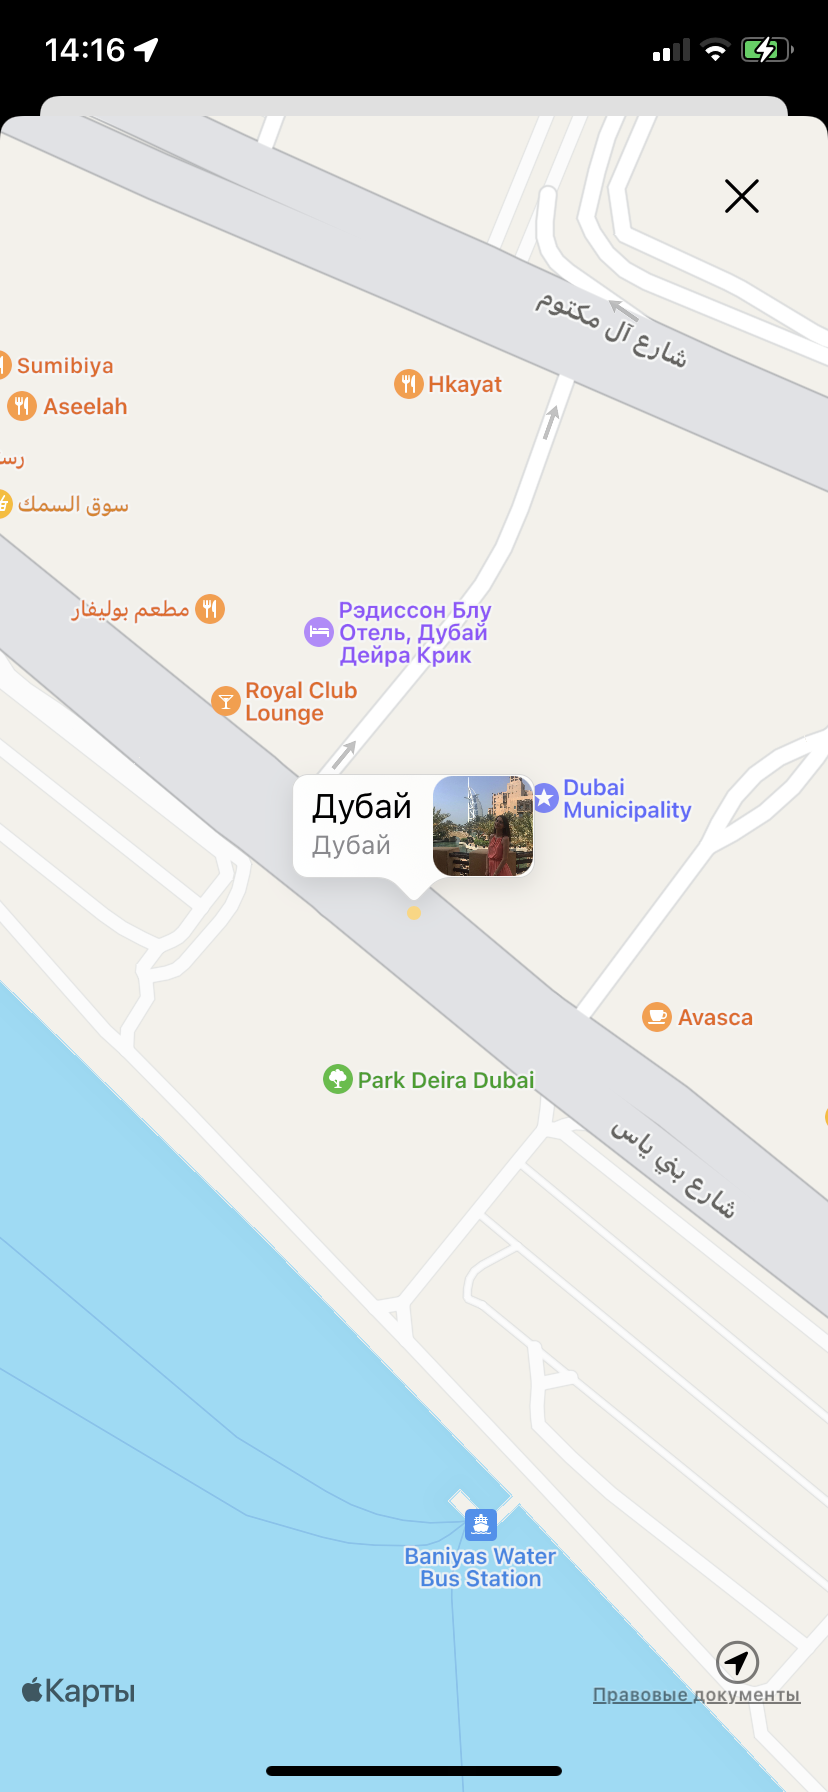 14:16
شارع آل مكتوم
Sumibiya
Hkayat
Aseelah
سوق السمك
مطعم بوليفار
Рэдиссон Блу
Отель, Дубай
Дейра Крик
Royal Club
Lounge
Дубай
Дубай
Dubai
Municipality
Avasca
Park Deira Dubai
شارع بني ياس
Baniyas Water
Bus Station
Карты
Правовые документы